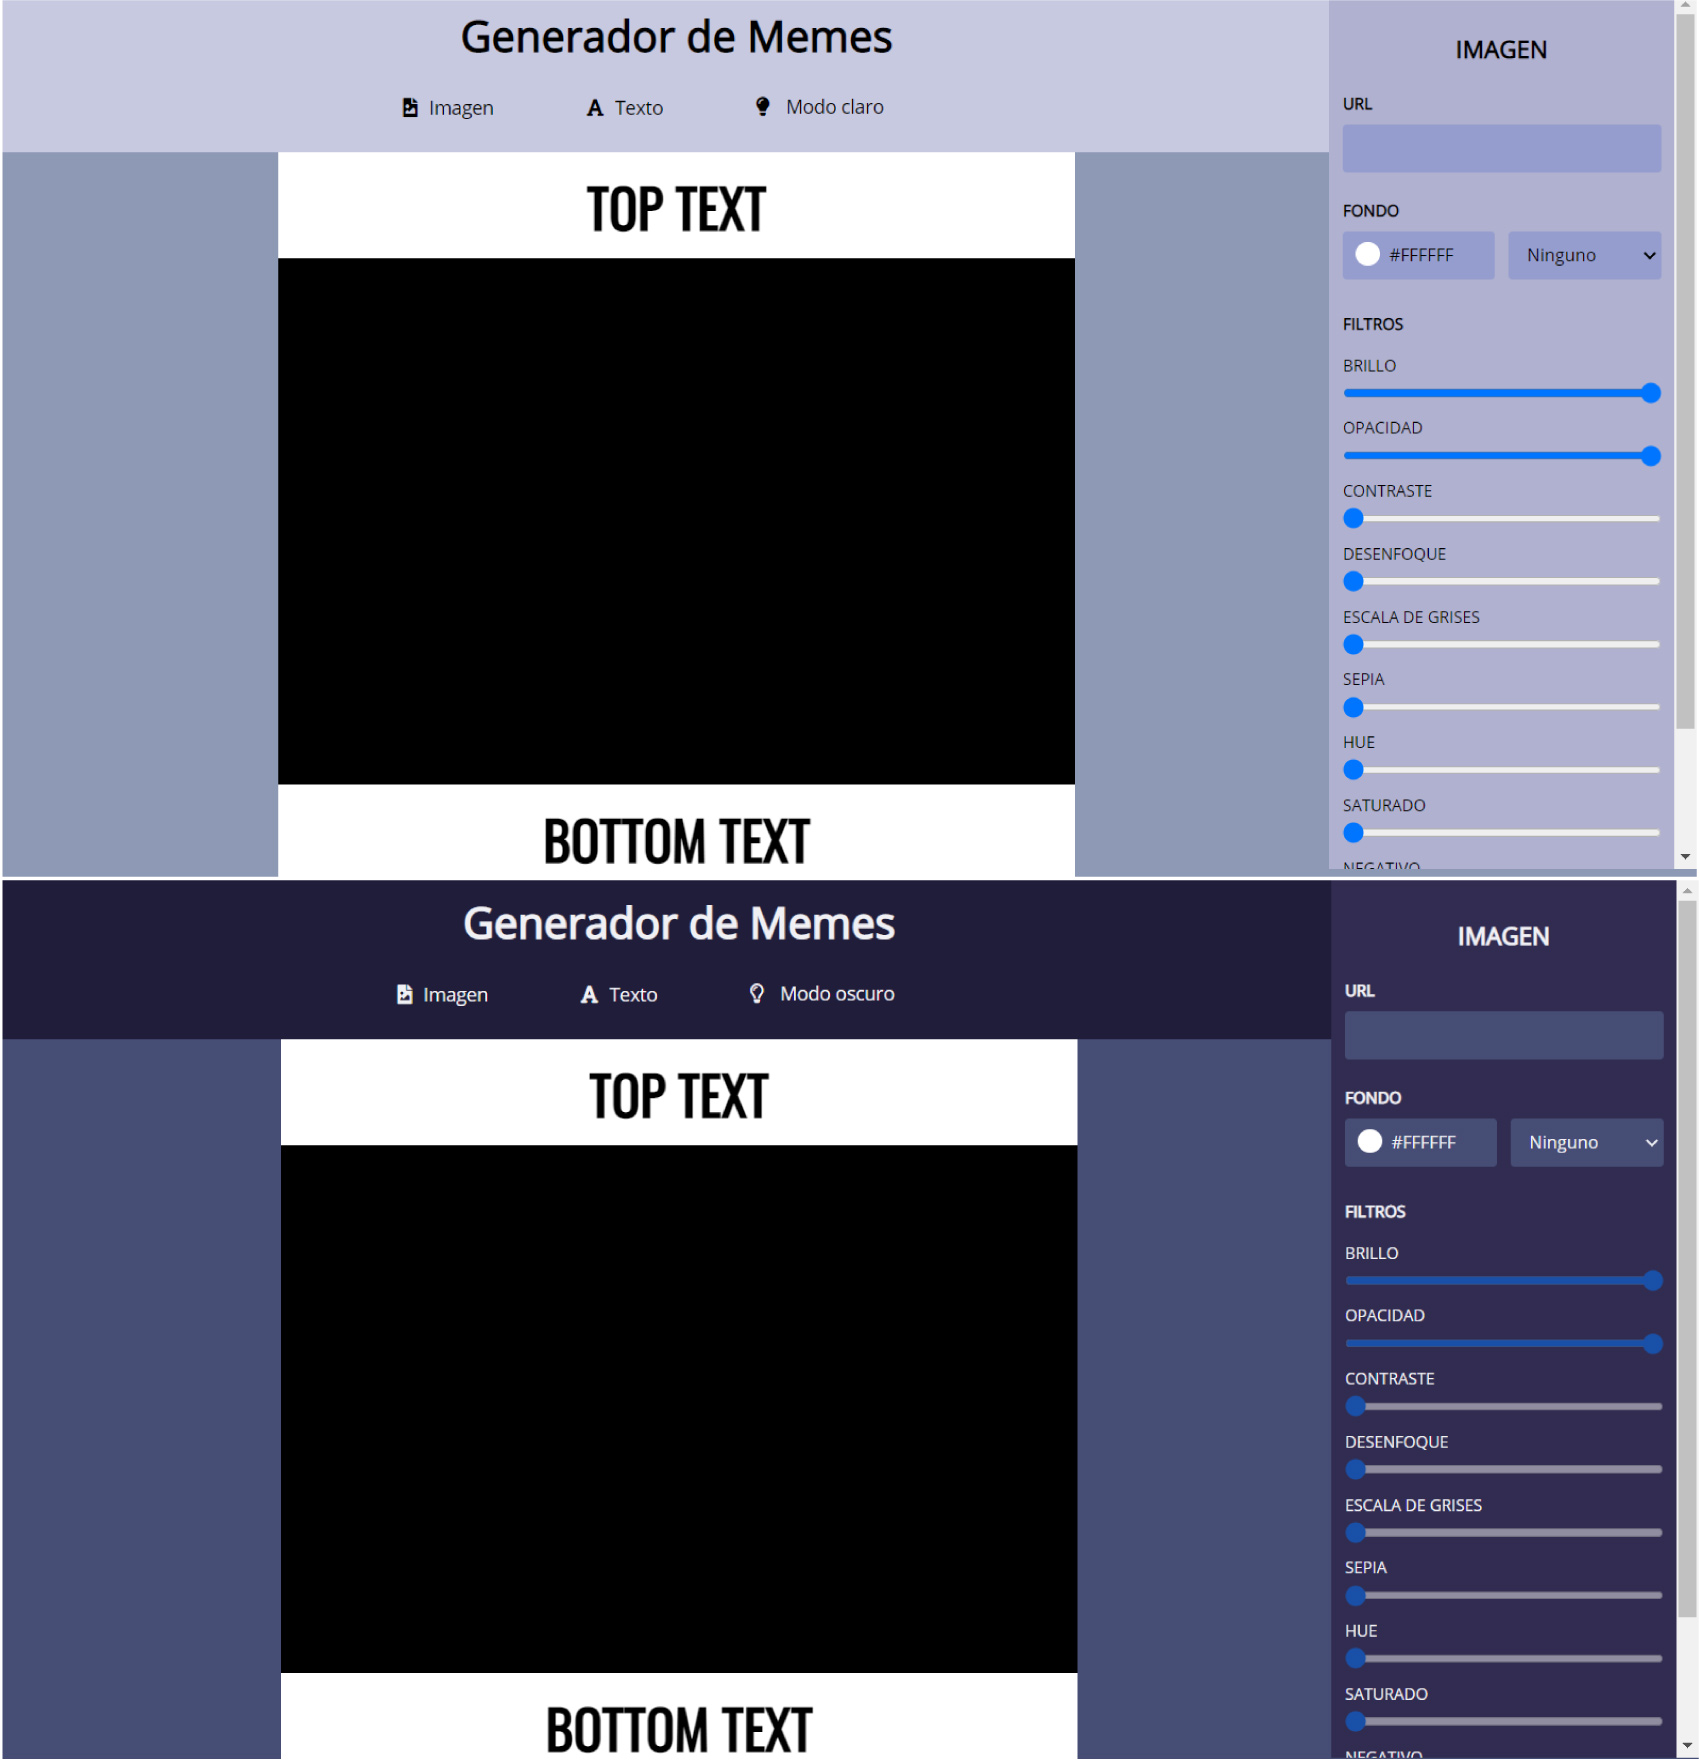 Generador de Memes
Imagen Texto Modo claro
TOP TEXT
BOTTOM TEXT
IMAGEN
URL
FONDO
#FFFFFF Ninguno
FILTROS
BRILLO
OPACIDAD
CONTRASTE
DESENFOQUE
ESCALA DE GRISES
SEPIA
HUE
SATURADO
NEGATIVO
Generador de Memes
Imagen Texto Modo oscuro
TOP TEXT
BOTTOM TEXT
IMAGEN
URL
FONDO
#FFFFFF Ninguno
FILTROS
BRILLO
OPACIDAD
CONTRASTE
DESENFOQUE
ESCALA DE GRISES
SEPIA
HUE
SATURADO
NEGATIVO